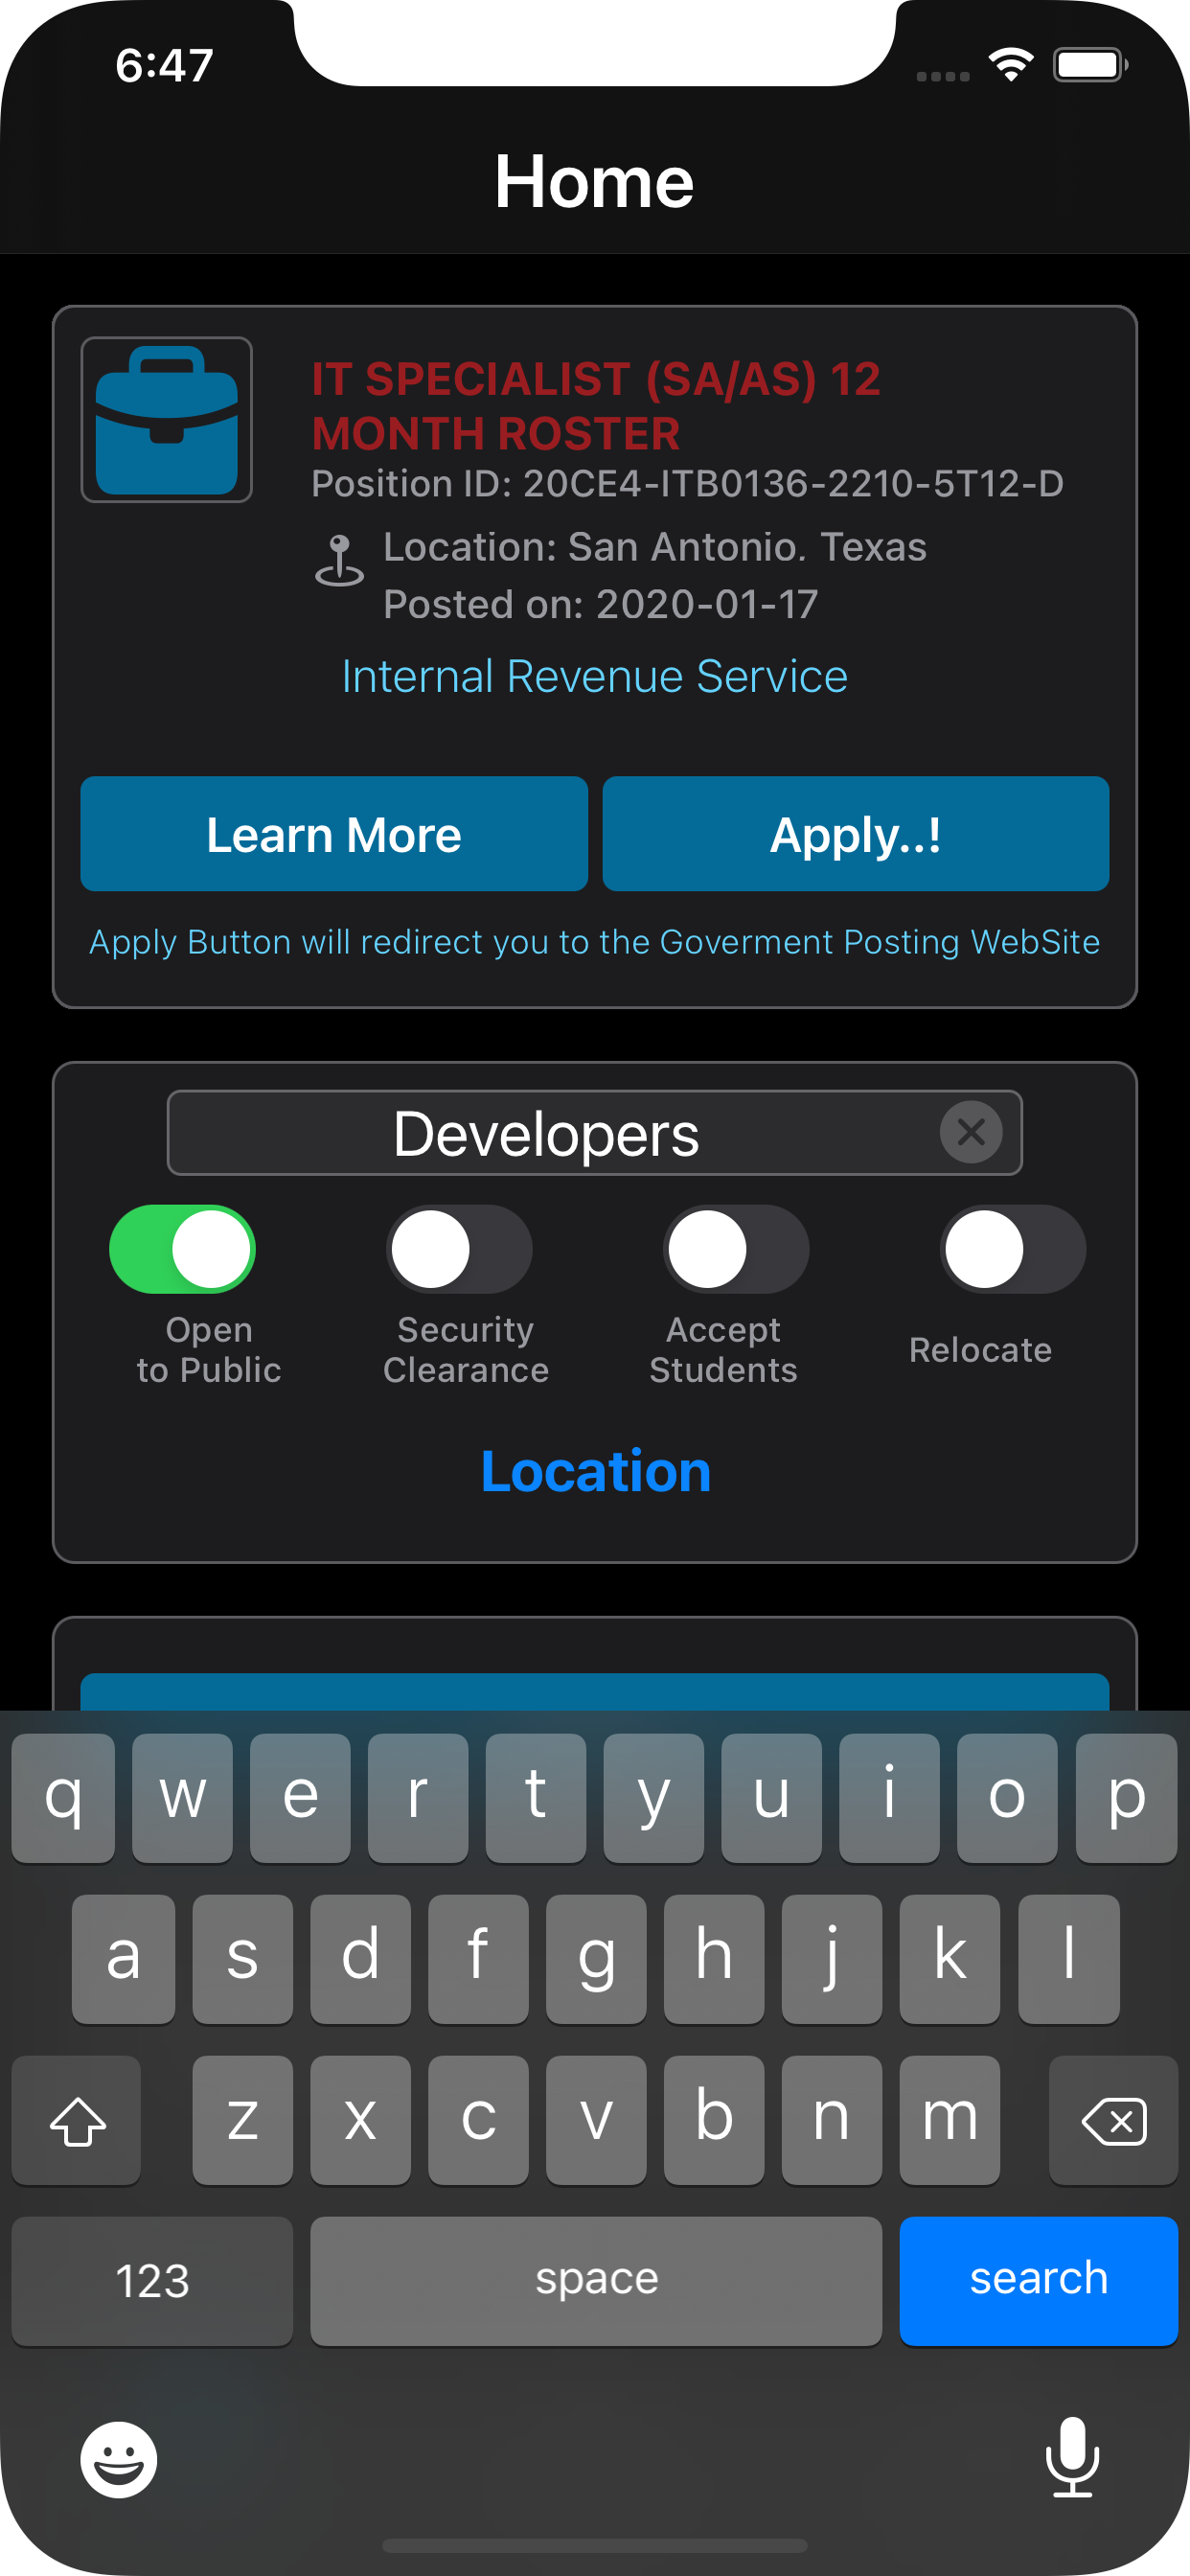 6:47
Home
IT SPECIALIST (SA/AS) 12
MONTH ROSTER
Position ID: 20CE4-ITB0136-2210-5T12-D
Location: San Antonio, Texas
Posted on: 2020-01-17
Internal Revenue Service
Learn More
Apply..!
Apply Button will redirect you to the Goverment Posting WebSite
Developers
Open
to Public
Security
Clearance
Accept
Students
Relocate
Location
q w e r t y u i o p
a s d f g h j k l
z x c v b n m
123 space search